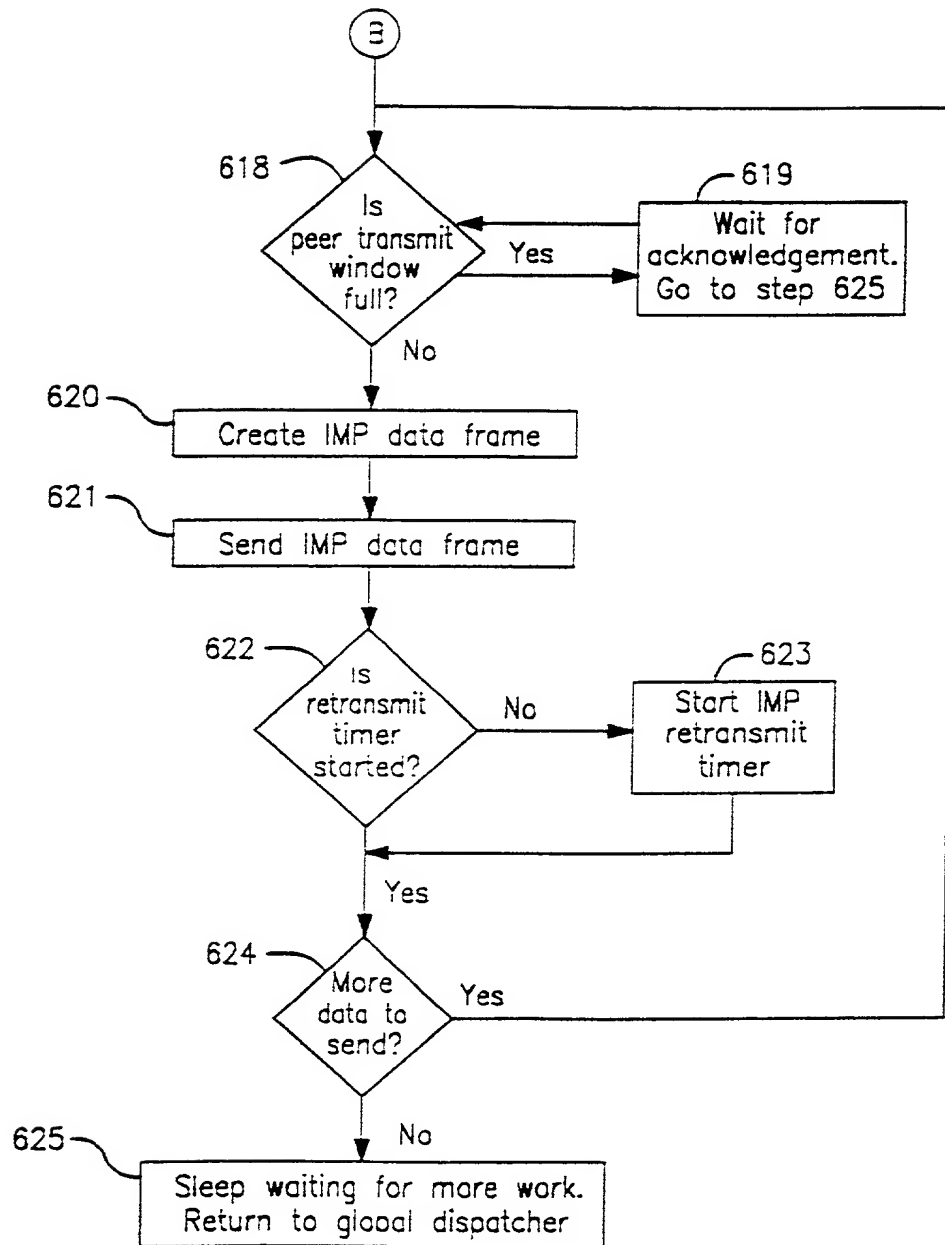 B
618
Is
peer transmit
window
full?
Yes
619
Wait for
acknowledgement.
Go to step 625
No
620
Create IMP data frame
621
Send IMP data frame
622
Is
retransmit
timer
started?
No
623
Start IMP
retransmit
timer
Yes
624
More
data to
send?
Yes
No
625
Sleep waiting for more work.
Return to global dispatcher